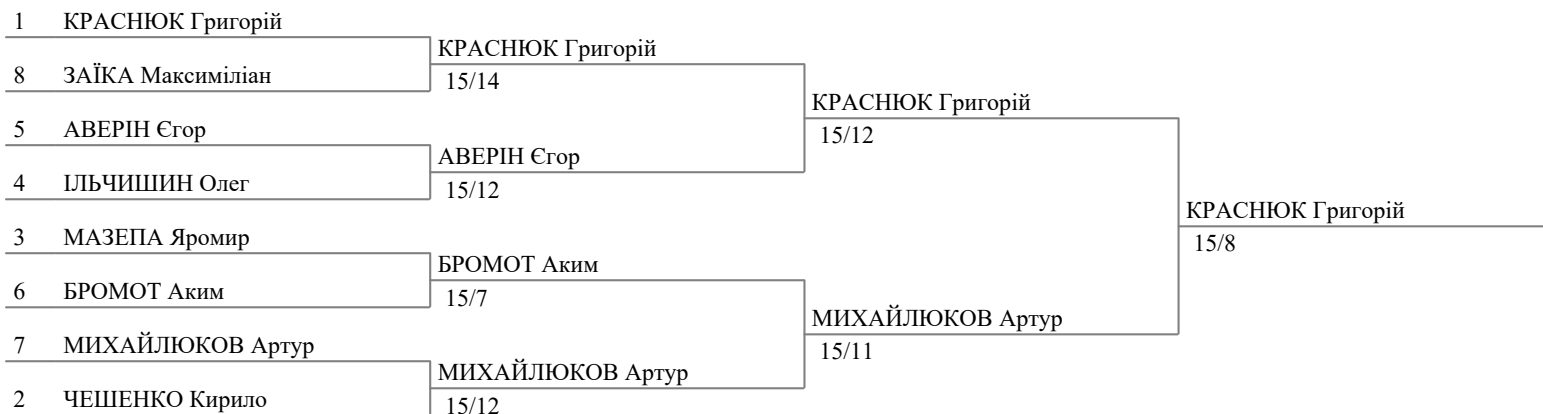 1 КРАСНЮК Григорій
8 ЗАЇКА Максиміліан
5 АВЕРІН Єгор
4 ІЛЬЧИШИН Олег
3 МАЗЕПА Яромир
6 БРОМОТ Аким
7 МИХАЙЛЮКОВ Артур
2 ЧЕШЕНКО Кирило
КРАСНЮК Григорій
15/14
АВЕРІН Єгор
15/12
БРОМОТ Аким
15/7
МИХАЙЛЮКОВ Артур
15/12
КРАСНЮК Григорій
15/12
МИХАЙЛЮКОВ Артур
15/11
КРАСНЮК Григорій
15/8